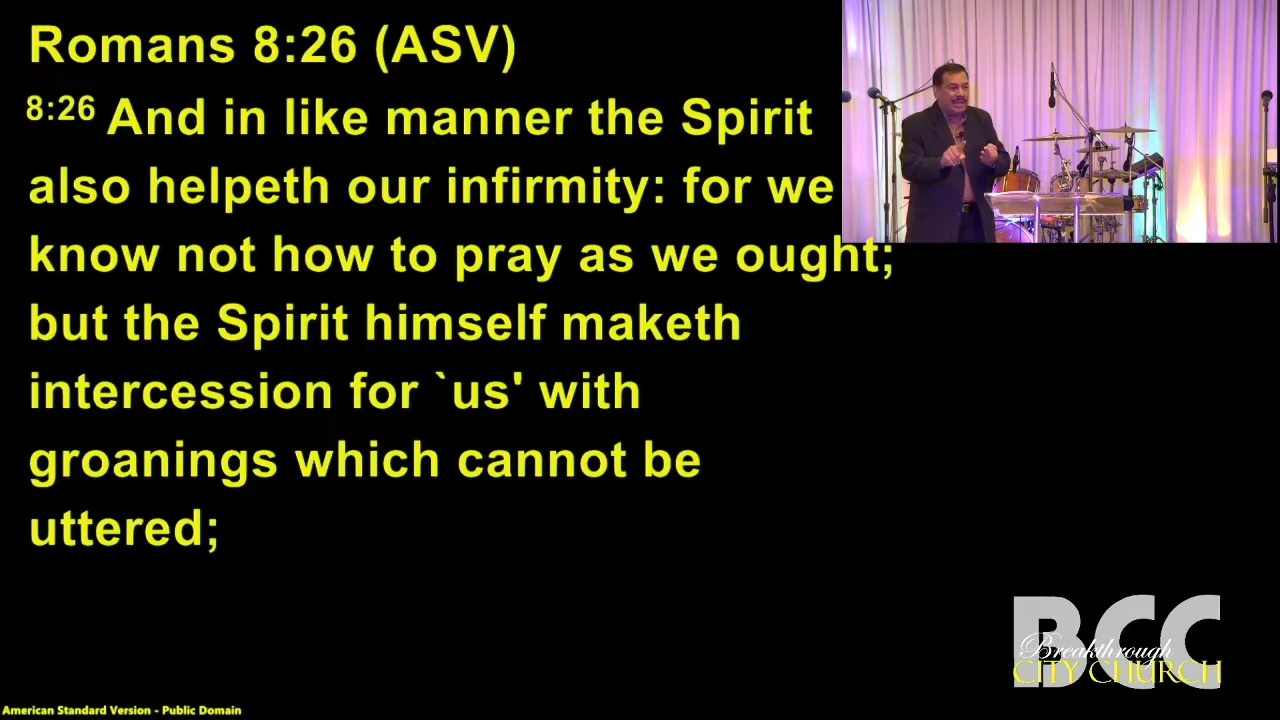 Romans 8:26 (ASV)
8:26 And in like manner the Spirit
also helpeth our infirmity: for we
know not how to pray as we ought;
but the Spirit himself maketh
intercession for `us' with
groanings which cannot be
uttered;
BCC
Breakthrough
CITY CHURCH
American Standard Version - Public Domain